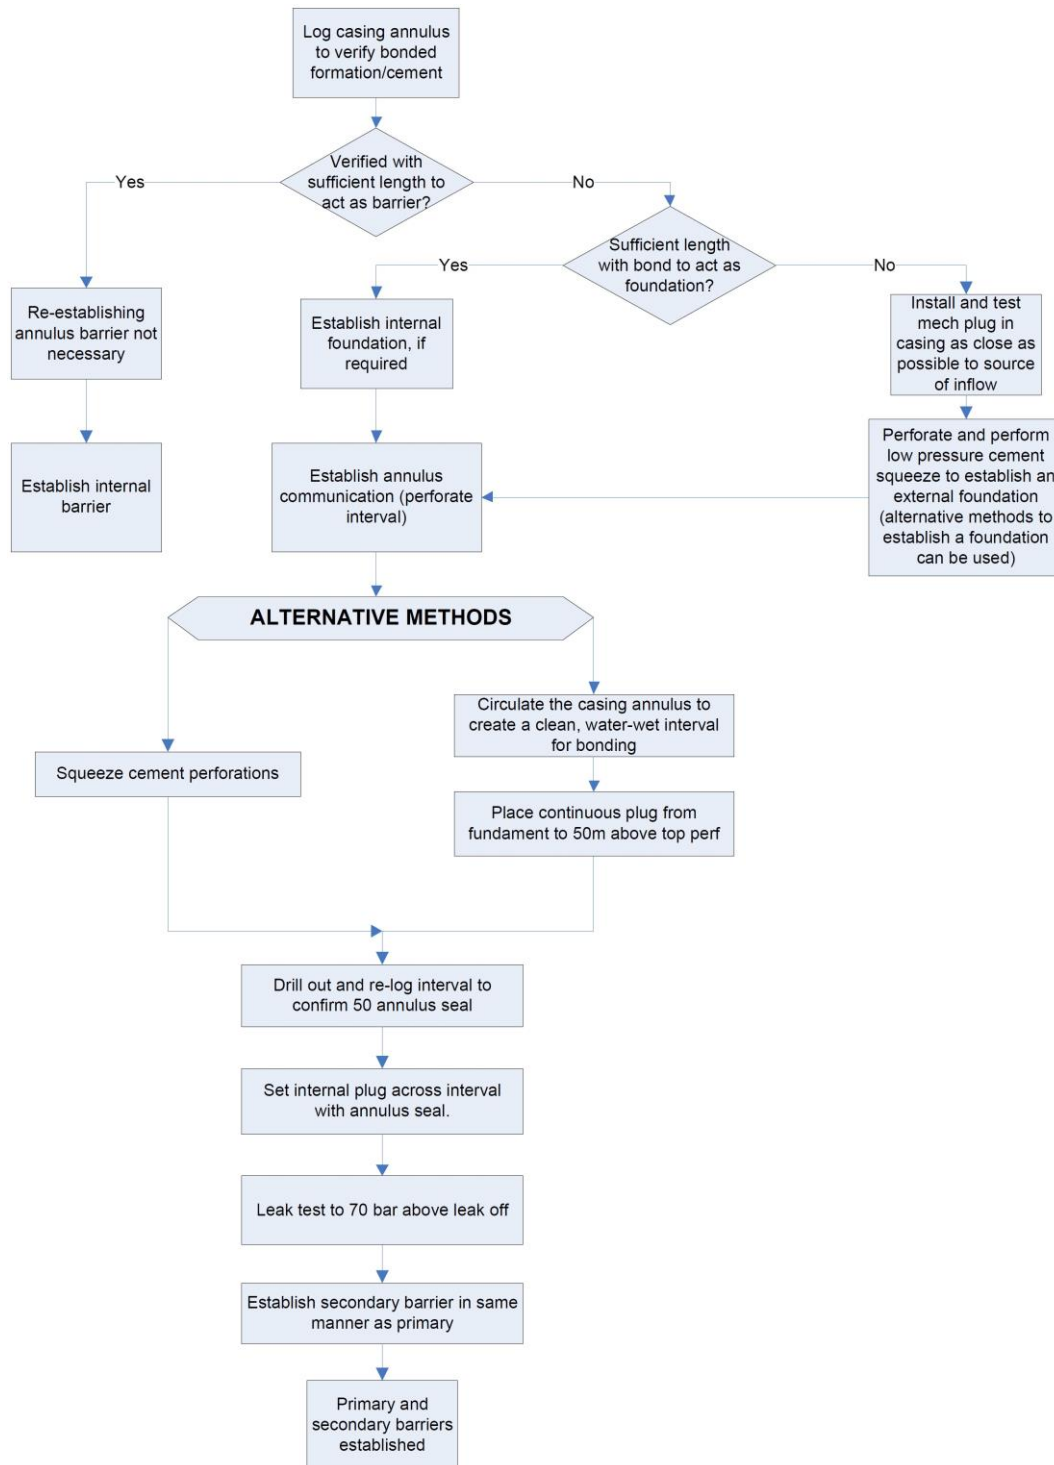 Log casing annulus
to verify bonded
formation/cement
Verified with
sufficient length to
act as barrier?
Yes
No
Sufficient length
with bond to act as
foundation?
Yes
No
Re-establishing
annulus barrier not
necessary
Establish internal
foundation, if
required
Install and test
mech plug in
casing as close as
possible to source
of inflow
Establish internal
barrier
Establish annulus
communication (perforate
interval)
Perforate and perform
low pressure cement
squeeze to establish an
external foundation
(alternative methods to
establish a foundation
can be used)
ALTERNATIVE METHODS
Squeeze cement perforations
Circulate the casing annulus to
create a clean, water-wet interval
for bonding
Place continuous plug from
fundament to 50m above top perf
Drill out and re-log interval to
confirm 50 annulus seal
Set internal plug across interval
with annulus seal.
Leak test to 70 bar above leak off
Establish secondary barrier in same
manner as primary
Primary and
secondary barriers
established